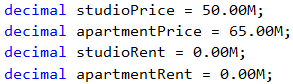 decimal studioPrice = 50.00M;
decimal apartmentPrice = 65.00M;
decimal studioRent = 0.00M;
decimal apartmentRent = 0.00M;